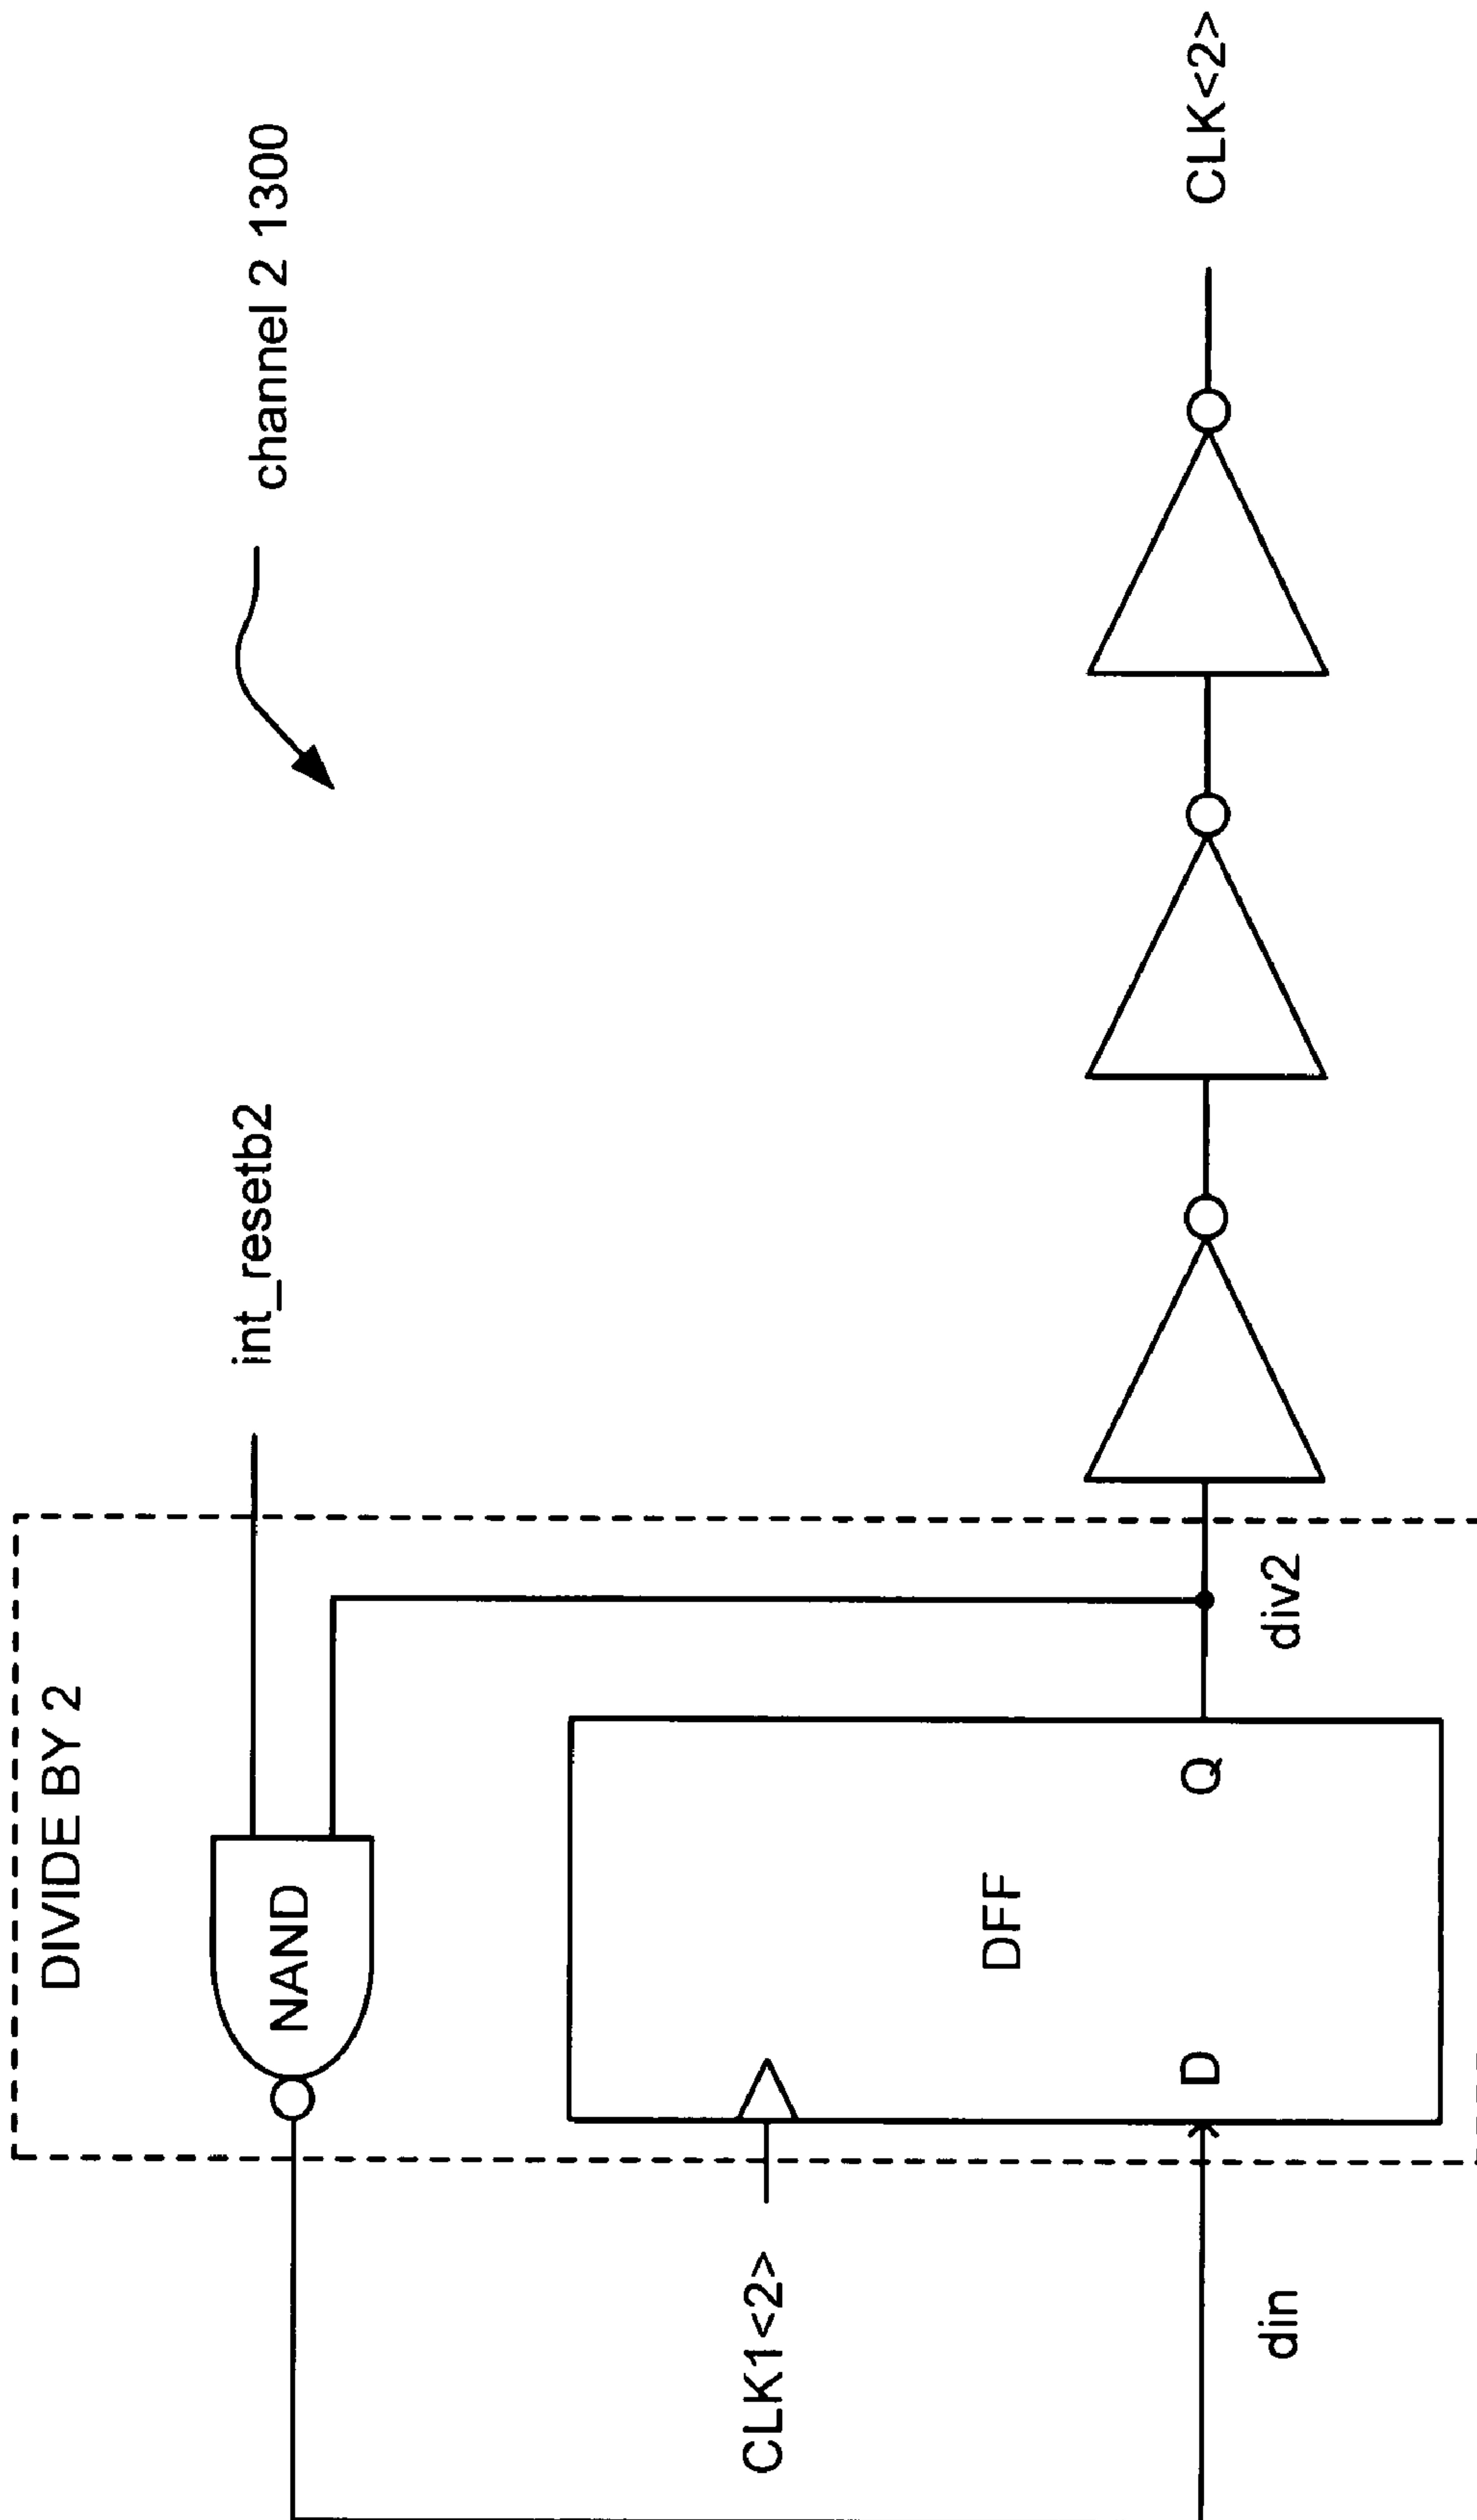 DIVIDE BY 2
int_resetb2
channel 2 1300
NAND
CLK1<2>
DFF
D
Q
din
div2
CLK<2>